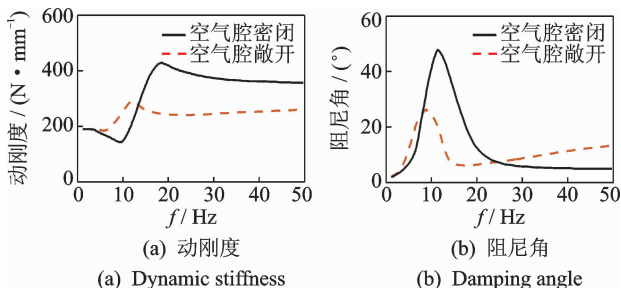 600
400
200
0
动刚度 / (N·mm⁻¹)
空气腔密闭
空气腔敞开
0 10 20 30 40 50
f / Hz
(a) 动刚度
(a) Dynamic stiffness
60
40
20
0
阻尼角 / (°)
空气腔密闭
空气腔敞开
0 10 20 30 40 50
f / Hz
(b) 阻尼角
(b) Damping angle